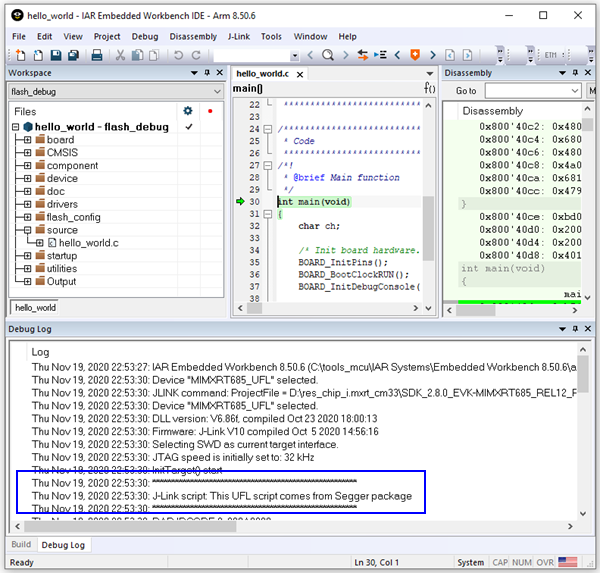 hello_world - IAR Embedded Workbench IDE - Arm 8.50.6
File Edit View Project Debug Disassembly J-Link Tools Window Help
Workspace
flash_debug
Files
hello_world - flash_debug
board
CMSIS
component
device
doc
drivers
flash_config
source
hello_world.c
startup
utilities
Output
hello_world
hello_world.c
main()
f()
22 ****************************
23
24 /***************************
25 * Code
26 ****************************
27 /*!
28 * @brief Main function
29 */
30 int main(void)
31 {
32 char ch;
33
34 /* Init board hardware.
35 BOARD_InitPins();
36 BOARD_BootClockRUN();
37 BOARD_InitDebugConsole(
38
Disassembly
Go to
M
Disassembly
0x800'40c2: 0x480
0x800'40c4: 0x680
0x800'40c6: 0x480
0x800'40c8: 0x4a0
0x800'40ca: 0x681
0x800'40cc: 0x479
}
0x800'40ce: 0xbd0
0x800'40d0: 0x200
0x800'40d4: 0x200
0x800'40d8: 0x401
int main(void)
{
mai
Debug Log
Log
Thu Nov 19, 2020 22:53:27: IAR Embedded Workbench 8.50.6 (C:\tools_mcu\IAR Systems\Embedded Workbench 8.50.6\a
Thu Nov 19, 2020 22:53:30: Device "MIMXRT685_UFL" selected.
Thu Nov 19, 2020 22:53:30: JLINK command: ProjectFile = D:\res_chip_i.mxrt_cm33\SDK_2.8.0_EVK-MIMXRT685_REL12_F
Thu Nov 19, 2020 22:53:30: Device "MIMXRT685_UFL" selected.
Thu Nov 19, 2020 22:53:30: DLL version: V6.86f, compiled Oct 23 2020 18:00:13
Thu Nov 19, 2020 22:53:30: Firmware: J-Link V10 compiled Oct 5 2020 14:56:16
Thu Nov 19, 2020 22:53:30: Selecting SWD as current target interface.
Thu Nov 19, 2020 22:53:30: JTAG speed is initially set to: 32 kHz
Thu Nov 19, 2020 22:53:30: InitTarget() start
Thu Nov 19, 2020 22:53:30: **************************************************
Thu Nov 19, 2020 22:53:30: J-Link script: This UFL script comes from Segger package
Thu Nov 19, 2020 22:53:30: **************************************************
Build Debug Log
Ready Ln 30, Col 1 System CAP NUM OVR